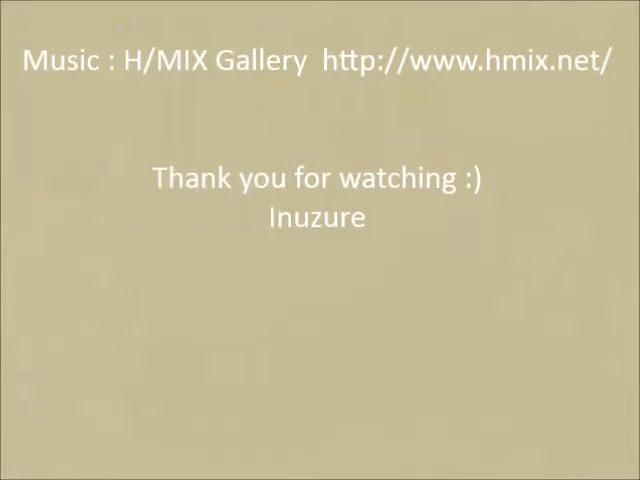 Music : H/MIX Gallery  http://www.hmix.net/
Thank you for watching :)
Inuzure